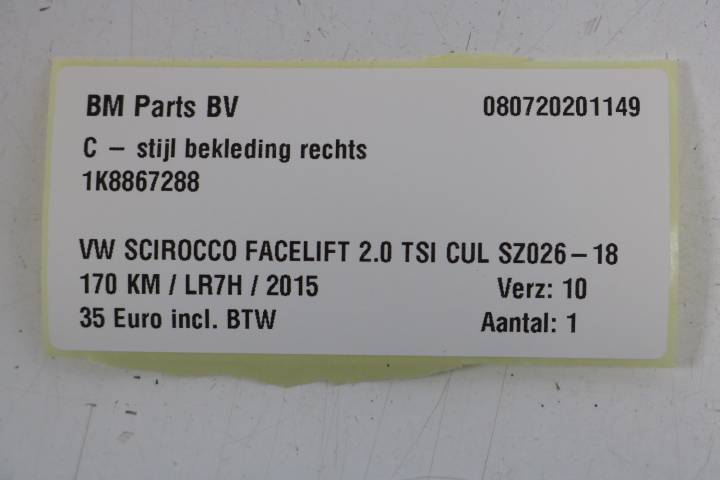 BM Parts BV 080720201149
C – stijl bekleding rechts
1K8867288
VW SCIROCCO FACELIFT 2.0 TSI CUL SZ026-18
170 KM / LR7H / 2015 Verz: 10
35 Euro incl. BTW Aantal: 1